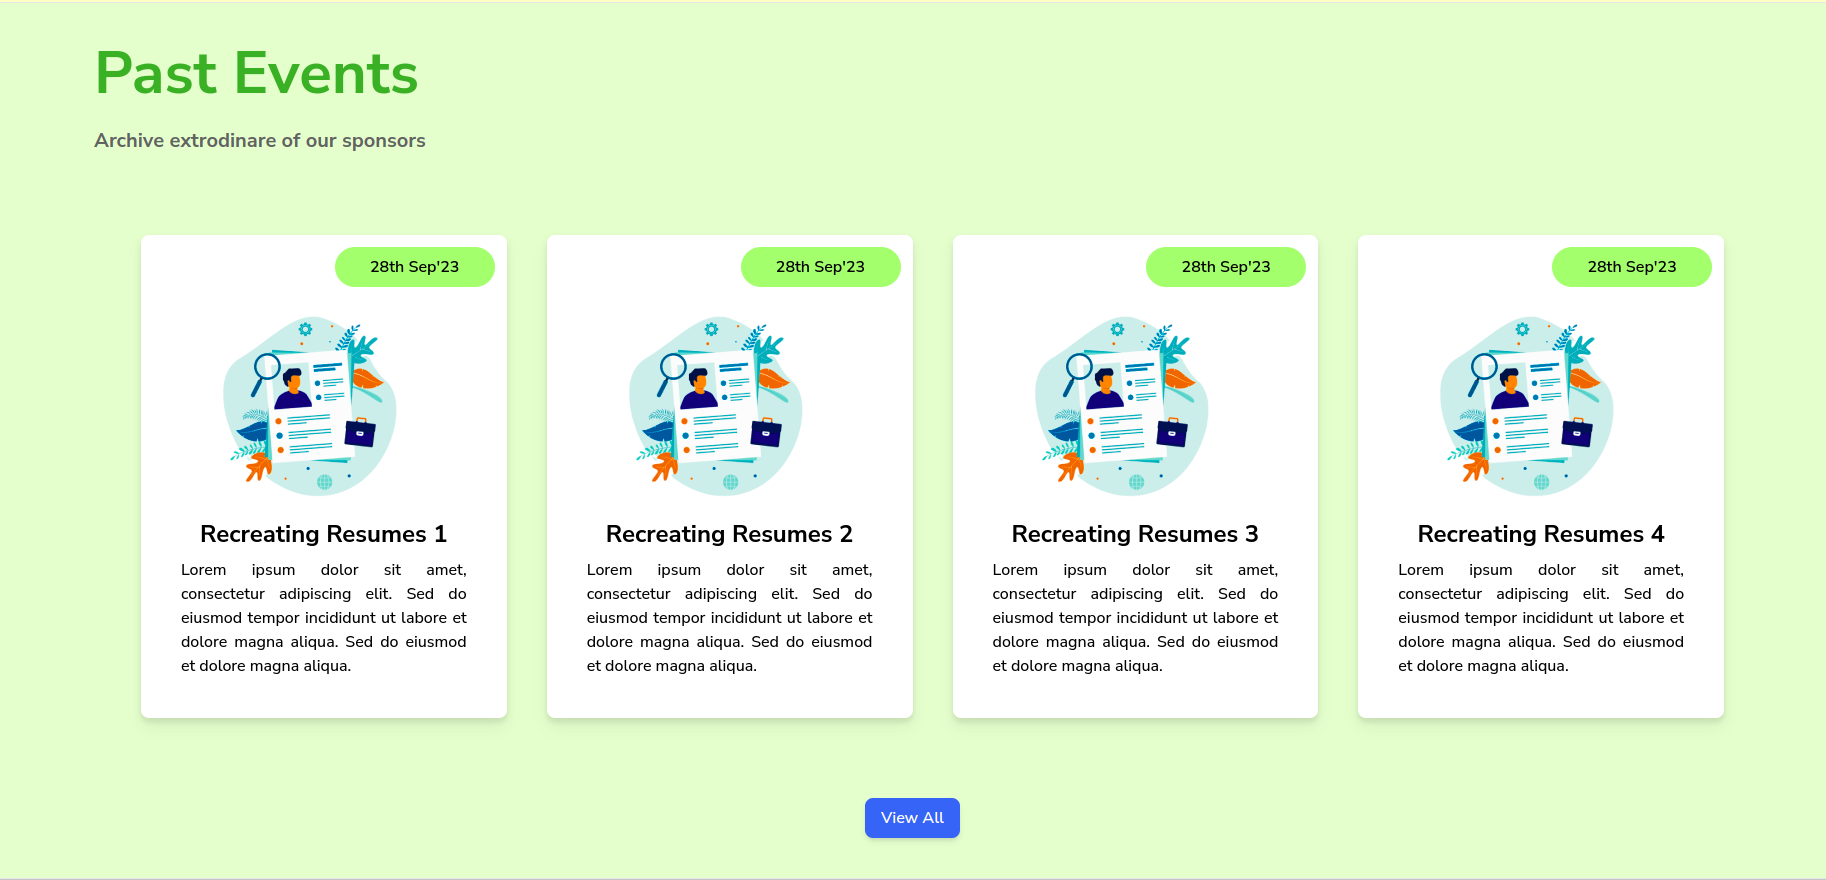 Past Events
Archive extrodinare of our sponsors
28th Sep'23
Recreating Resumes 1
Lorem ipsum dolor sit amet,
consectetur adipiscing elit. Sed do
eiusmod tempor incididunt ut labore et
dolore magna aliqua. Sed do eiusmod
et dolore magna aliqua.
28th Sep'23
Recreating Resumes 2
Lorem ipsum dolor sit amet,
consectetur adipiscing elit. Sed do
eiusmod tempor incididunt ut labore et
dolore magna aliqua. Sed do eiusmod
et dolore magna aliqua.
28th Sep'23
Recreating Resumes 3
Lorem ipsum dolor sit amet,
consectetur adipiscing elit. Sed do
eiusmod tempor incididunt ut labore et
dolore magna aliqua. Sed do eiusmod
et dolore magna aliqua.
28th Sep'23
Recreating Resumes 4
Lorem ipsum dolor sit amet,
consectetur adipiscing elit. Sed do
eiusmod tempor incididunt ut labore et
dolore magna aliqua. Sed do eiusmod
et dolore magna aliqua.
View All